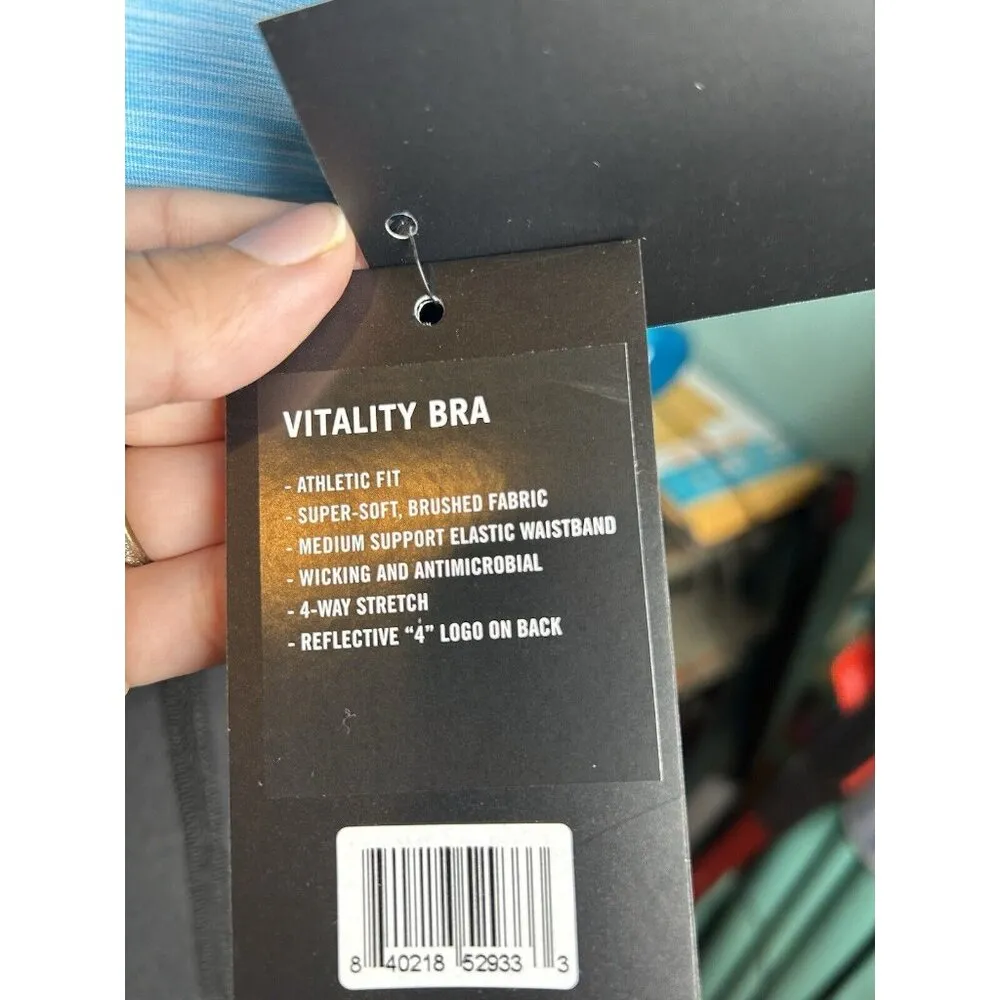 VITALITY BRA
- ATHLETIC FIT
- SUPER-SOFT, BRUSHED FABRIC
- MEDIUM SUPPORT ELASTIC WAISTBAND
- WICKING AND ANTIMICROBIAL
- 4-WAY STRETCH
- REFLECTIVE “4” LOGO ON BACK
8 40218 52933 3